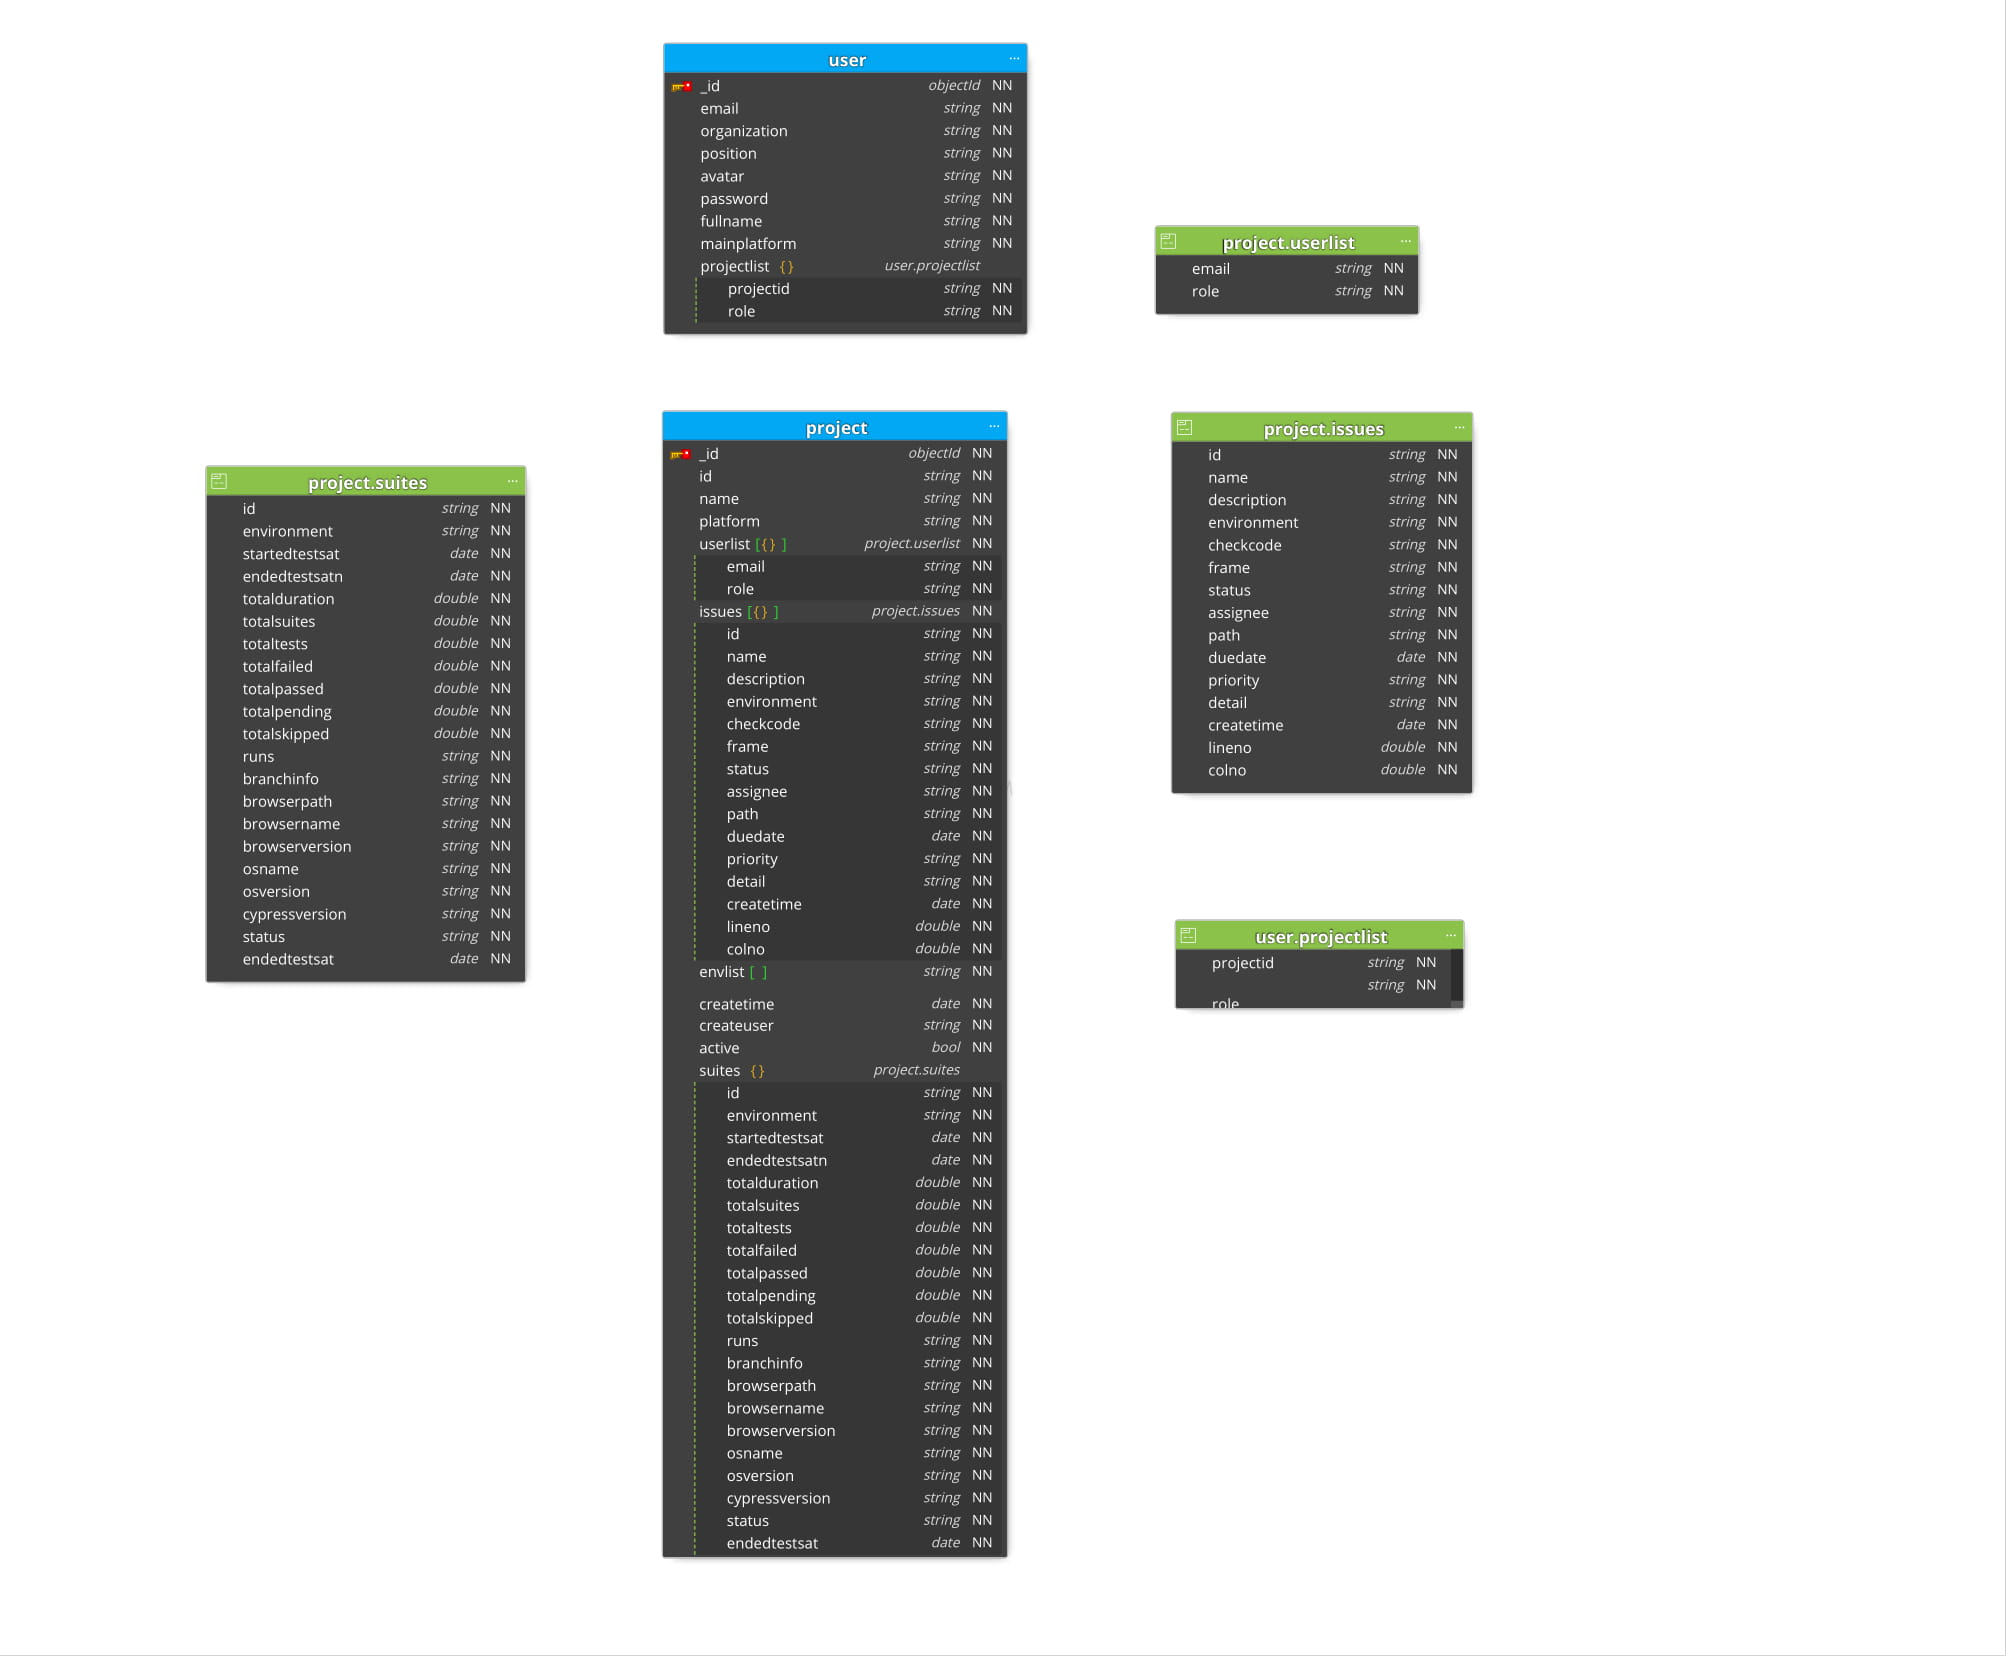 user ...
_id objectId NN
email string NN
organization string NN
position string NN
avatar string NN
password string NN
fullname string NN
mainplatform string NN
projectlist {} user.projectlist
projectid string NN
role string NN
project.userlist ...
email string NN
role string NN
project ...
_id objectId NN
id string NN
name string NN
platform string NN
userlist [{} ] project.userlist NN
email string NN
role string NN
issues [{} ] project.issues NN
id string NN
name string NN
description string NN
environment string NN
checkcode string NN
frame string NN
status string NN
assignee string NN
path string NN
duedate date NN
priority string NN
detail string NN
createtime date NN
lineno double NN
colno double NN
envlist [ ] string NN
createtime date NN
createuser string NN
active bool NN
suites {} project.suites
id string NN
environment string NN
startedtestsat date NN
endedtestsatn date NN
totalduration double NN
totalsuites double NN
totaltests double NN
totalfailed double NN
totalpassed double NN
totalpending double NN
totalskipped double NN
runs string NN
branchinfo string NN
browserpath string NN
browsername string NN
browserversion string NN
osname string NN
osversion string NN
cypressversion string NN
status string NN
endedtestsat date NN
project.issues ...
id string NN
name string NN
description string NN
environment string NN
checkcode string NN
frame string NN
status string NN
assignee string NN
path string NN
duedate date NN
priority string NN
detail string NN
createtime date NN
lineno double NN
colno double NN
project.suites ...
id string NN
environment string NN
startedtestsat date NN
endedtestsatn date NN
totalduration double NN
totalsuites double NN
totaltests double NN
totalfailed double NN
totalpassed double NN
totalpending double NN
totalskipped double NN
runs string NN
branchinfo string NN
browserpath string NN
browsername string NN
browserversion string NN
osname string NN
osversion string NN
cypressversion string NN
status string NN
endedtestsat date NN
user.projectlist ...
projectid string NN
string NN
role